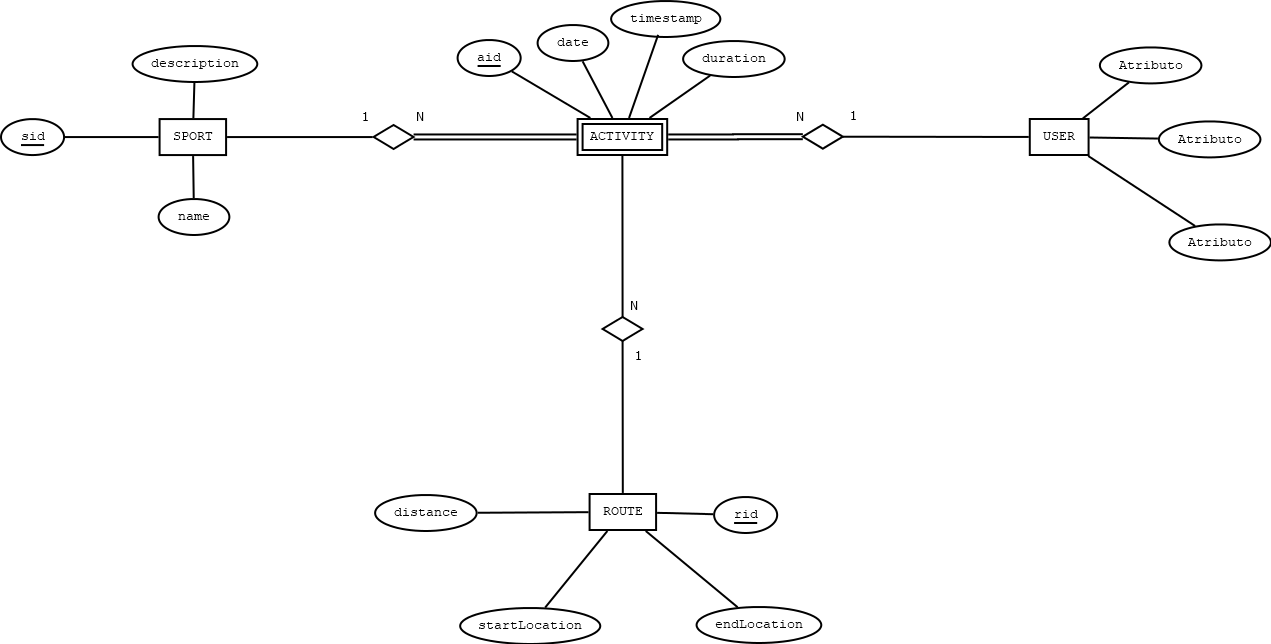 timestamp
date
aid
duration
description
Atributo
1
N
N
1
sid
SPORT
ACTIVITY
USER
Atributo
name
Atributo
N
1
distance
ROUTE
rid
startLocation
endLocation